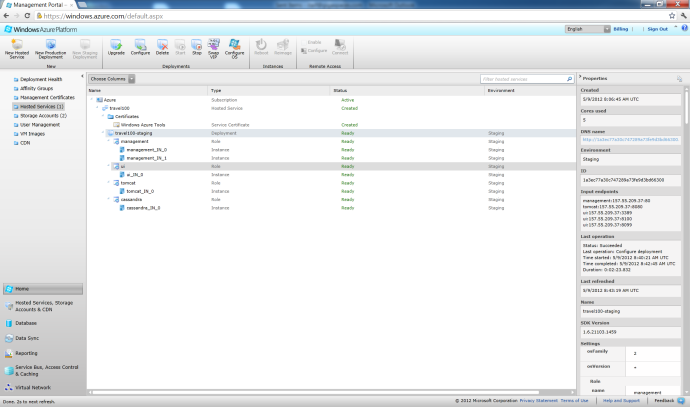 Management Portal
https://windows.azure.com/default.aspx
Windows Azure Platform
English
Billing
Sign Out
New Hosted Service
New Production Deployment
New Staging Deployment
Upgrade
Configure
Delete
Start
Stop
Swap VIP
Configure OS
Reboot
Reimage
Enable
Configure
Connect
New
Deployments
Instances
Remote Access
Deployment Health
Affinity Groups
Management Certificates
Hosted Services (1)
Storage Accounts (2)
User Management
VM Images
CDN
Choose Columns
Filter hosted services
Name Type Status Environment
Azure Subscription Active
travel100 Hosted Service Created
Certificates
Windows Azure Tools Service Certificate Created
travel100-staging Deployment Ready Staging
management Role Ready Staging
management_IN_0 Instance Ready Staging
management_IN_1 Instance Ready Staging
ui Role Ready Staging
ui_IN_0 Instance Ready Staging
tomcat Role Ready Staging
tomcat_IN_0 Instance Ready Staging
cassandra Role Ready Staging
cassandra_IN_0 Instance Ready Staging
Properties
Created
5/9/2012 8:06:45 AM UTC
Cores used
5
DNS name
Environment
Staging
ID
Input endpoints
management:157.55.209.37:80
tomcat:157.55.209.37:8080
ui:157.55.209.37:3389
ui:157.55.209.37:8100
ui:157.55.209.37:8099
Last operation
Status: Succeeded
Last operation: Configure deployment
Time started: 5/9/2012 8:40:21 AM UTC
Time completed: 5/9/2012 8:42:45 AM UTC
Duration: 0:02:23.832
Last refreshed
5/9/2012 8:43:19 AM UTC
Name
travel100-staging
SDK Version
1.6.21103.1459
Settings
osFamily 2
osVersion *
Role
name management
Home
Hosted Services, Storage Accounts & CDN
Database
Data Sync
Reporting
Service Bus, Access Control & Caching
Virtual Network
Done. 2s to next refresh.
© 2012 Microsoft Corporation Privacy Statement Terms of Use
Help and Support
Feedback